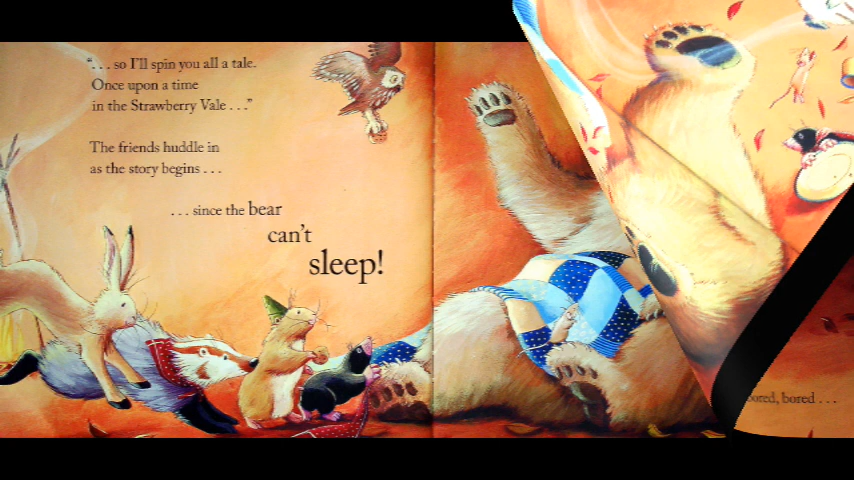 “. . . so I’ll spin you all a tale.
Once upon a time
in the Strawberry Vale . . .”
The friends huddle in
as the story begins . . .
. . . since the bear
can’t
sleep!
bored, bored . . .